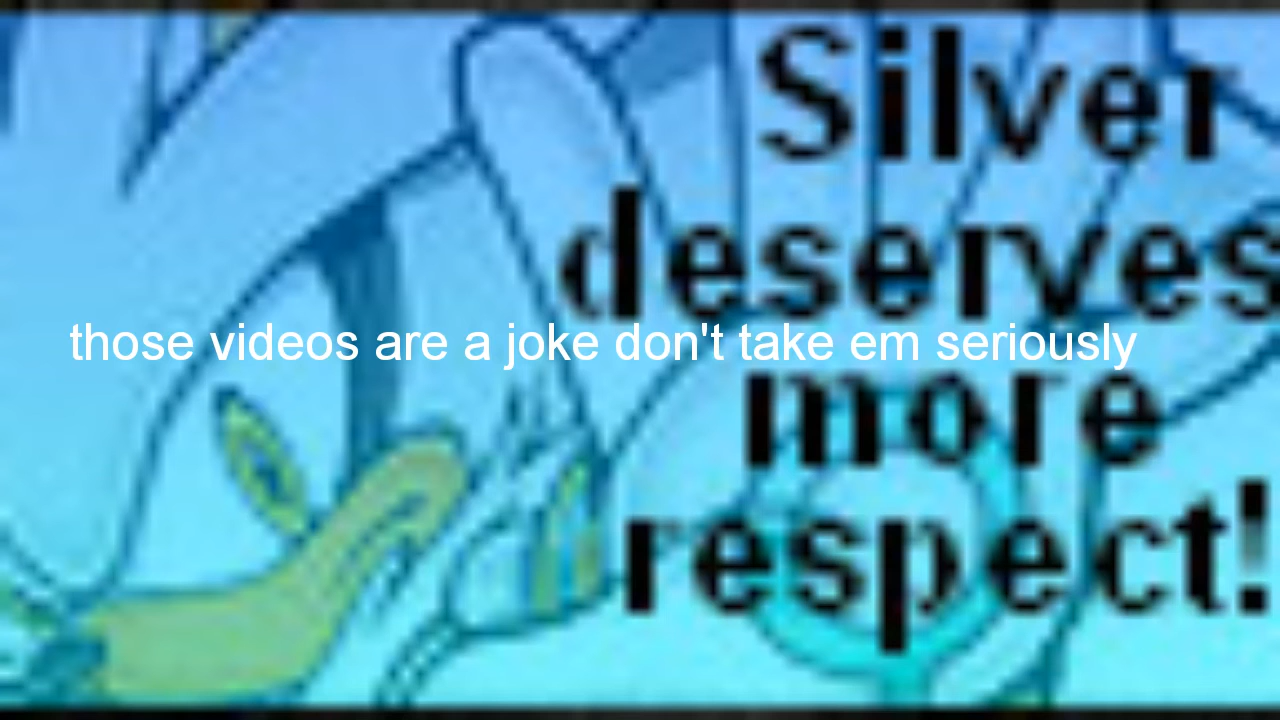 Silver
deserves
those videos are a joke don't take em seriously
more
respect!